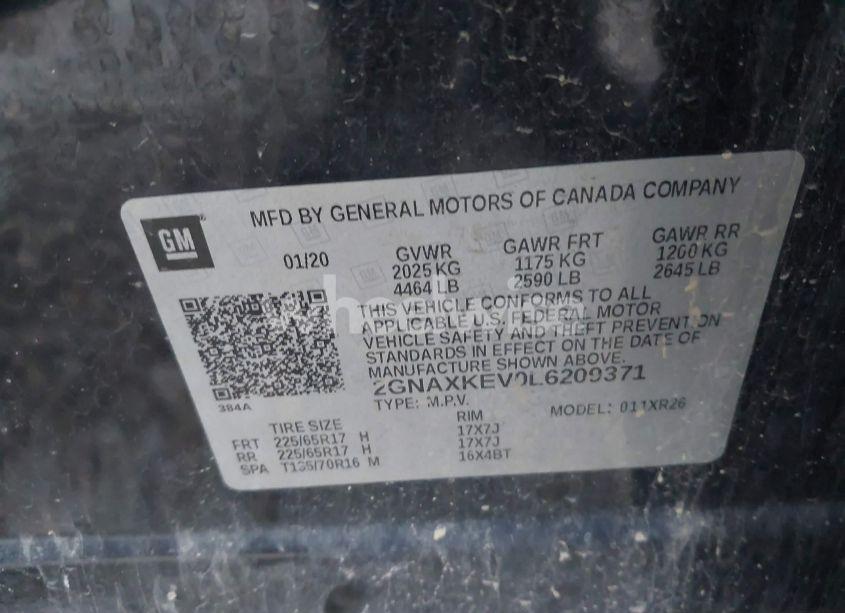 GM
MFD BY GENERAL MOTORS OF CANADA COMPANY
01/20
GVWR GAWR FRT GAWR RR
2025 KG 1175 KG 1200 KG
4464 LB 2590 LB 2645 LB
THIS VEHICLE CONFORMS TO ALL
APPLICABLE U.S. FEDERAL MOTOR
VEHICLE SAFETY AND THEFT PREVENTION
STANDARDS IN EFFECT ON THE DATE OF
MANUFACTURE SHOWN ABOVE.
2GNAXKEV0L6209371
384A
TYPE: M.P.V. MODEL: 011XR26
TIRE SIZE RIM
FRT 225/65R17 H 17X7J
RR 225/65R17 H 17X7J
SPA T135/70R16 M 16X4BT